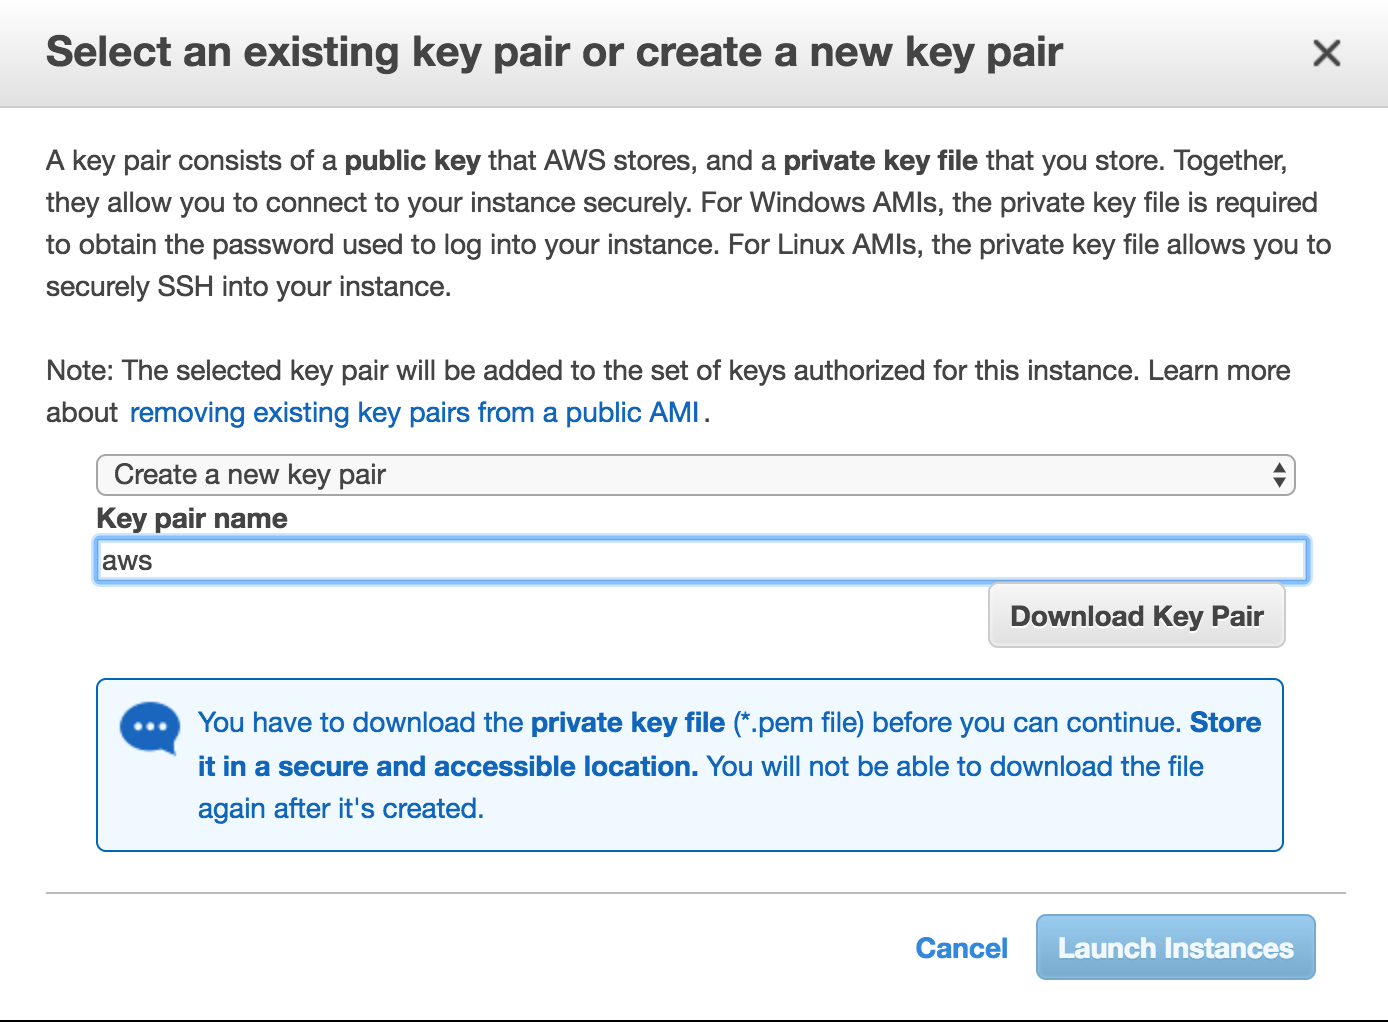 Select an existing key pair or create a new key pair
A key pair consists of a public key that AWS stores, and a private key file that you store. Together,
they allow you to connect to your instance securely. For Windows AMIs, the private key file is required
to obtain the password used to log into your instance. For Linux AMIs, the private key file allows you to
securely SSH into your instance.
Note: The selected key pair will be added to the set of keys authorized for this instance. Learn more
about removing existing key pairs from a public AMI.
Create a new key pair
Key pair name
aws
Download Key Pair
You have to download the private key file (*.pem file) before you can continue. Store
it in a secure and accessible location. You will not be able to download the file
again after it's created.
Cancel
Launch Instances